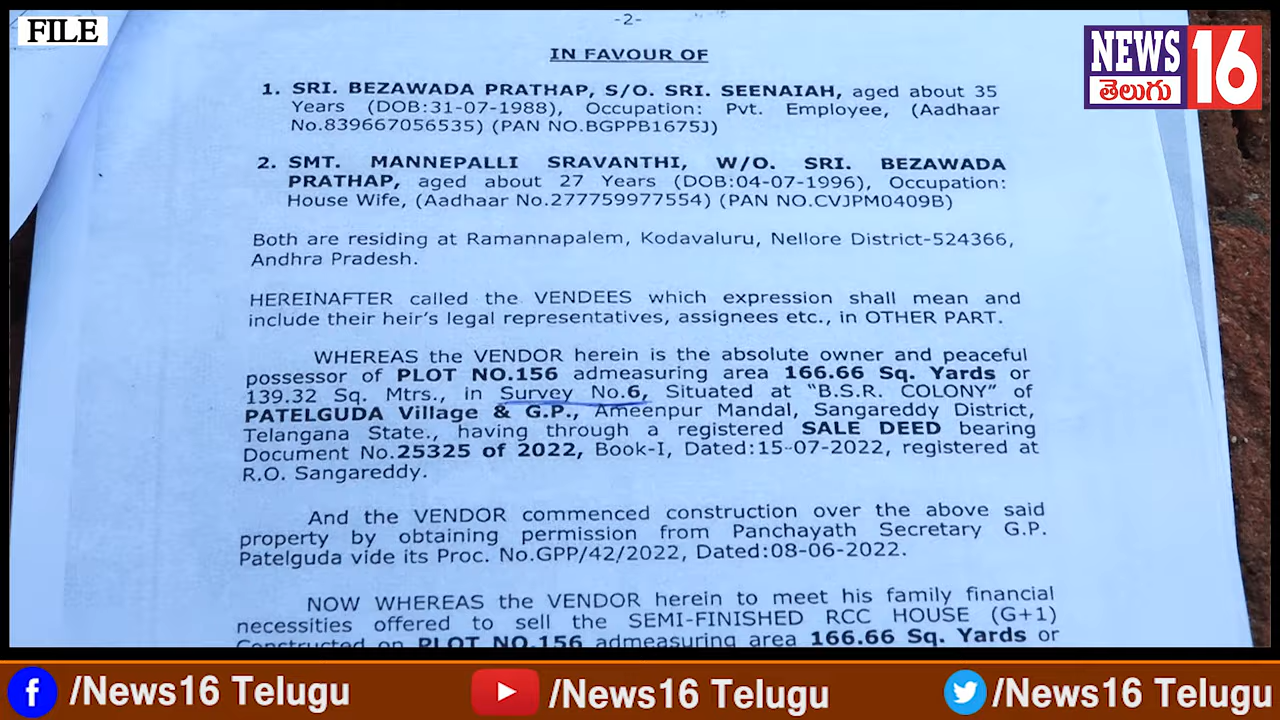 FILE
NEWS 16
తెలుగు
-2-
IN FAVOUR OF
1. SRI. BEZAWADA PRATHAP, S/O. SRI. SEENAIAH, aged about 35
Years (DOB:31-07-1988), Occupation: Pvt. Employee, (Aadhaar
No.839667056535) (PAN NO.BGPPB1675J)
2. SMT. MANNEPALLI SRAVANTHI, W/O. SRI. BEZAWADA
PRATHAP, aged about 27 Years (DOB:04-07-1996), Occupation:
House Wife, (Aadhaar No.277759977554) (PAN NO.CVJPM0409B)
Both are residing at Ramannapalem, Kodavaluru, Nellore District-524366,
Andhra Pradesh.
HEREINAFTER called the VENDEES which expression shall mean and
include their heir's legal representatives, assignees etc., in OTHER PART.
WHEREAS the VENDOR herein is the absolute owner and peaceful
possessor of PLOT NO.156 admeasuring area 166.66 Sq. Yards or
139.32 Sq. Mtrs., in Survey No.6, Situated at "B.S.R. COLONY" of
PATELGUDA Village & G.P., Ameenpur Mandal, Sangareddy District,
Telangana State., having through a registered SALE DEED bearing
Document No.25325 of 2022, Book-I, Dated:15-07-2022, registered at
R.O. Sangareddy.
And the VENDOR commenced construction over the above said
property by obtaining permission from Panchayath Secretary G.P.
Patelguda vide its Proc. No.GPP/42/2022, Dated:08-06-2022.
NOW WHEREAS the VENDOR herein to meet his family financial
necessities offered to sell the SEMI-FINISHED RCC HOUSE (G+1)
Constructed on PLOT NO.156 admeasuring area 166.66 Sq. Yards or
/News16 Telugu
/News16 Telugu
/News16 Telugu